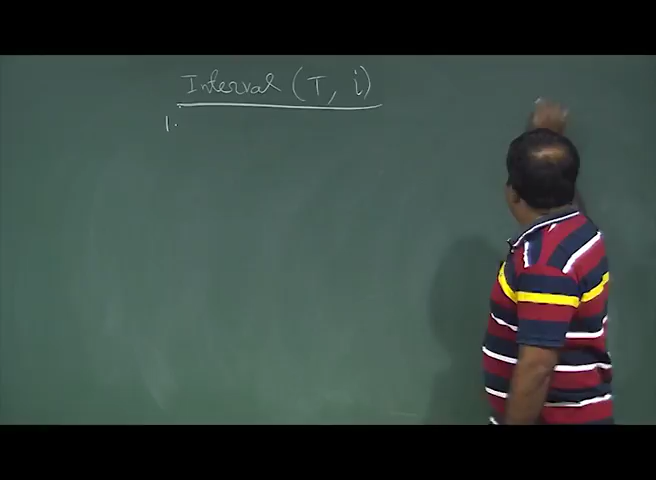 Interval (T, i)
1.